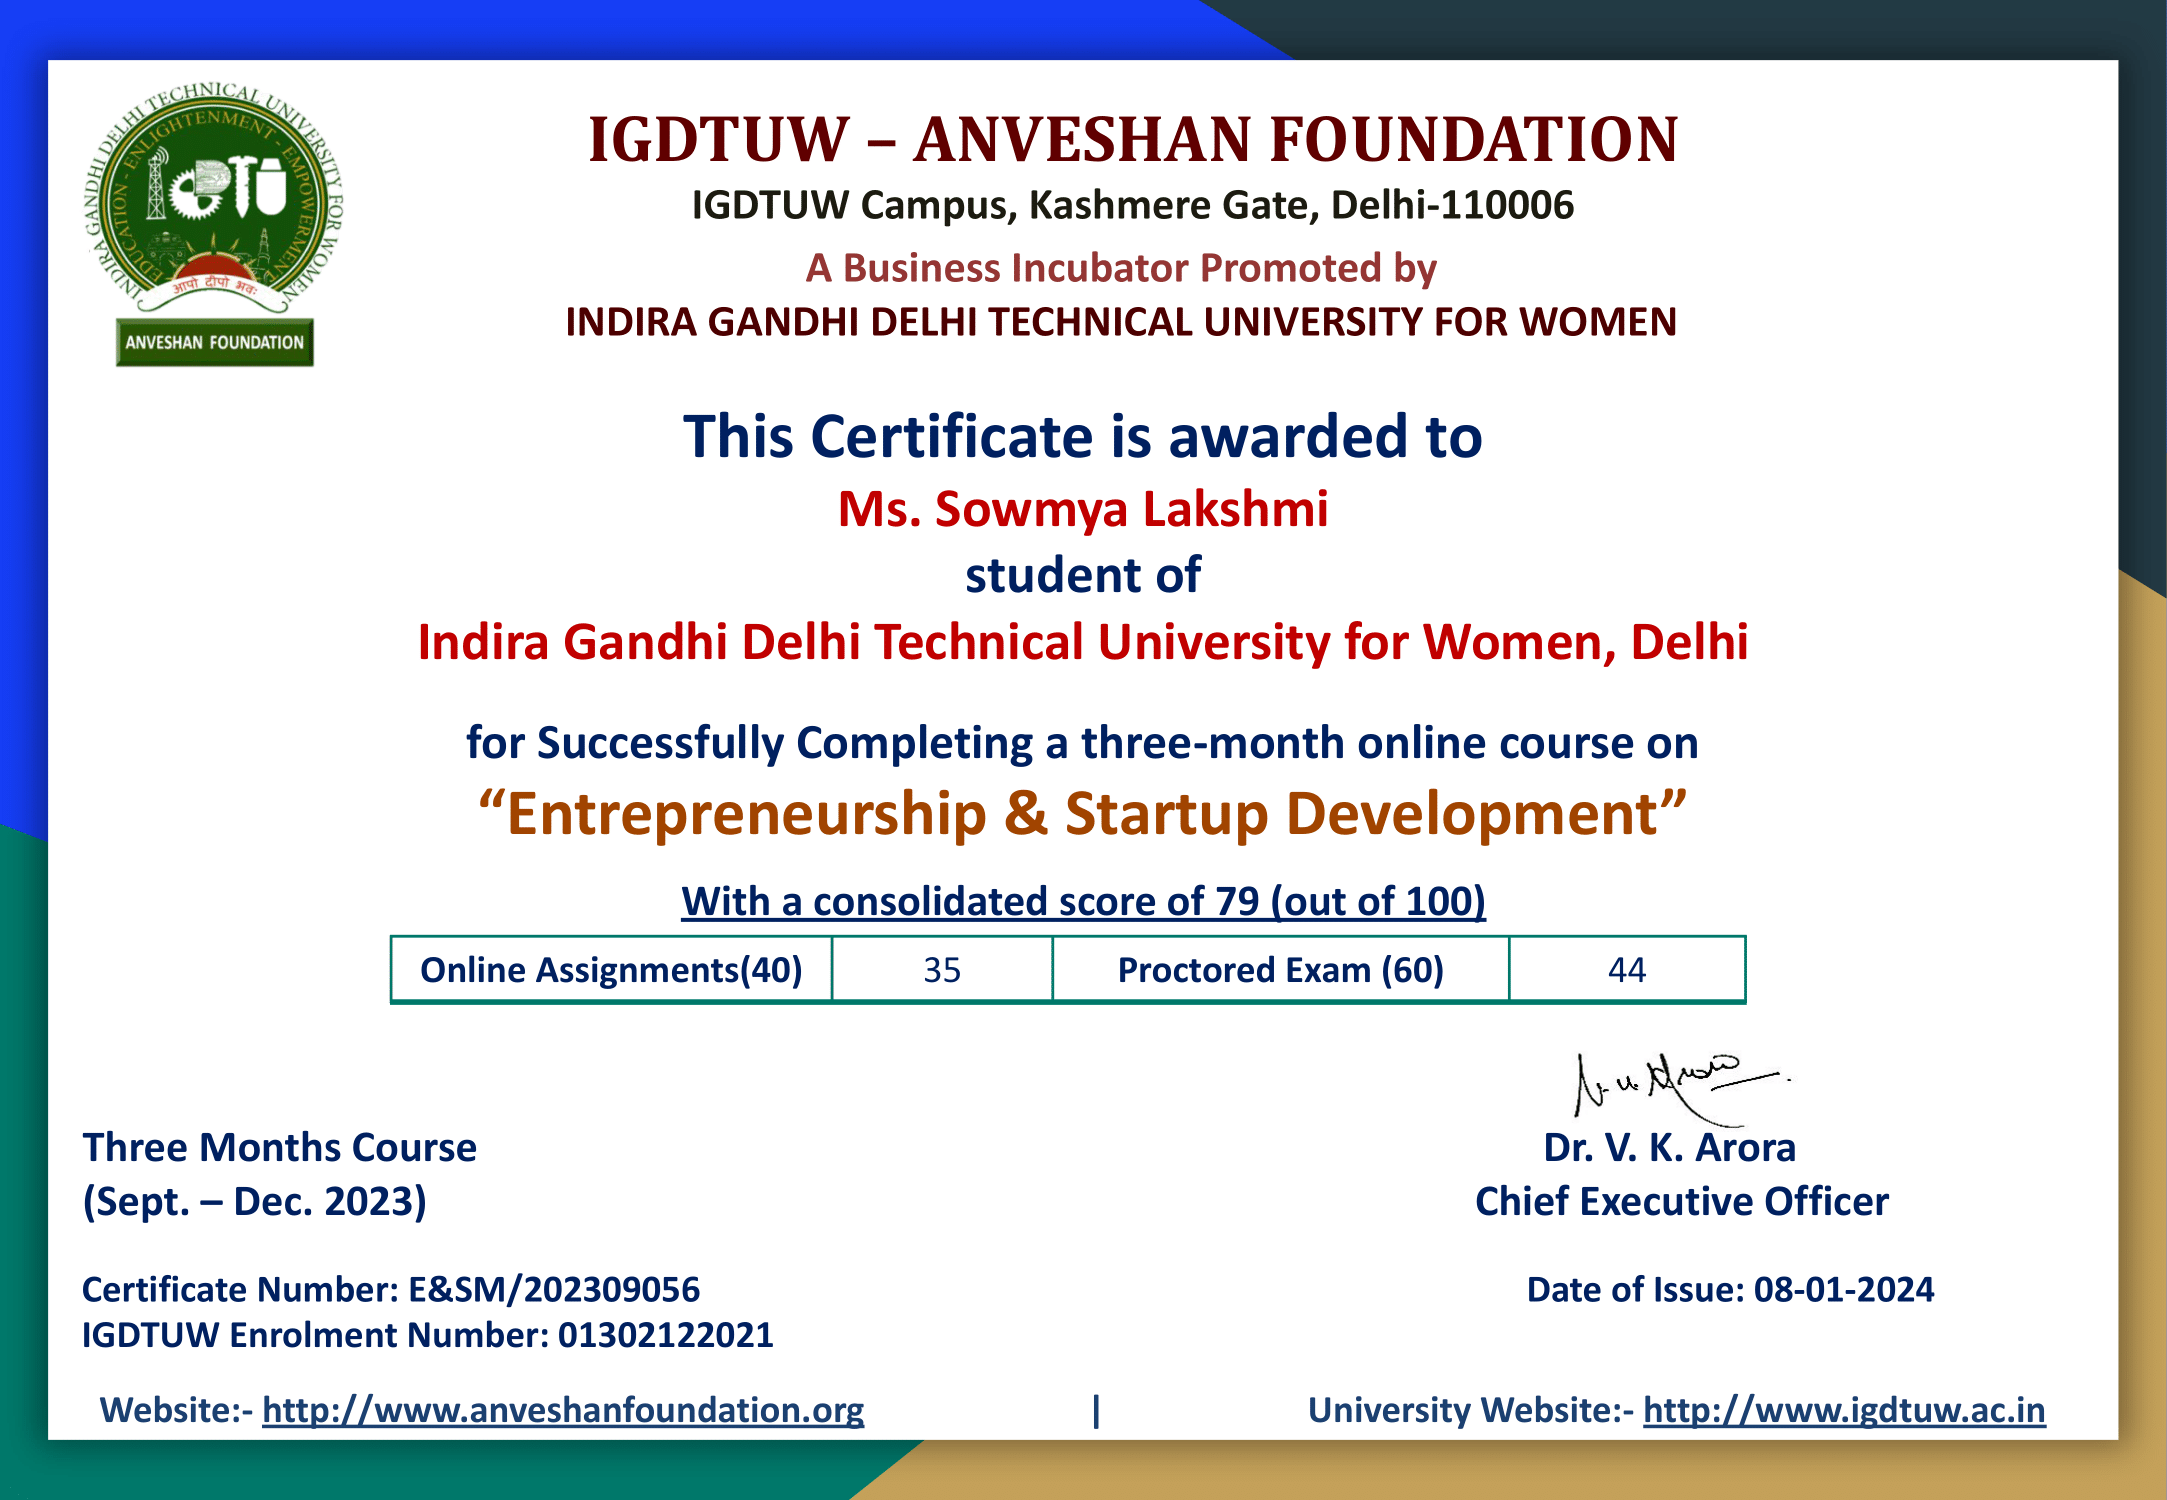 INDIRA GANDHI DELHI TECHNICAL UNIVERSITY FOR WOMEN
EDUCATION - ENLIGHTENMENT - EMPOWERMENT
IGTU
आपो दीपो भवः
ANVESHAN FOUNDATION
IGDTUW – ANVESHAN FOUNDATION
IGDTUW Campus, Kashmere Gate, Delhi-110006
A Business Incubator Promoted by
INDIRA GANDHI DELHI TECHNICAL UNIVERSITY FOR WOMEN
This Certificate is awarded to
Ms. Sowmya Lakshmi
student of
Indira Gandhi Delhi Technical University for Women, Delhi
for Successfully Completing a three-month online course on
“Entrepreneurship & Startup Development”
With a consolidated score of 79 (out of 100)
Online Assignments(40) 35 Proctored Exam (60) 44
V. K. Arora
Three Months Course
(Sept. – Dec. 2023)
Dr. V. K. Arora
Chief Executive Officer
Certificate Number: E&SM/202309056
Date of Issue: 08-01-2024
IGDTUW Enrolment Number: 01302122021
Website:- http://www.anveshanfoundation.org | University Website:- http://www.igdtuw.ac.in